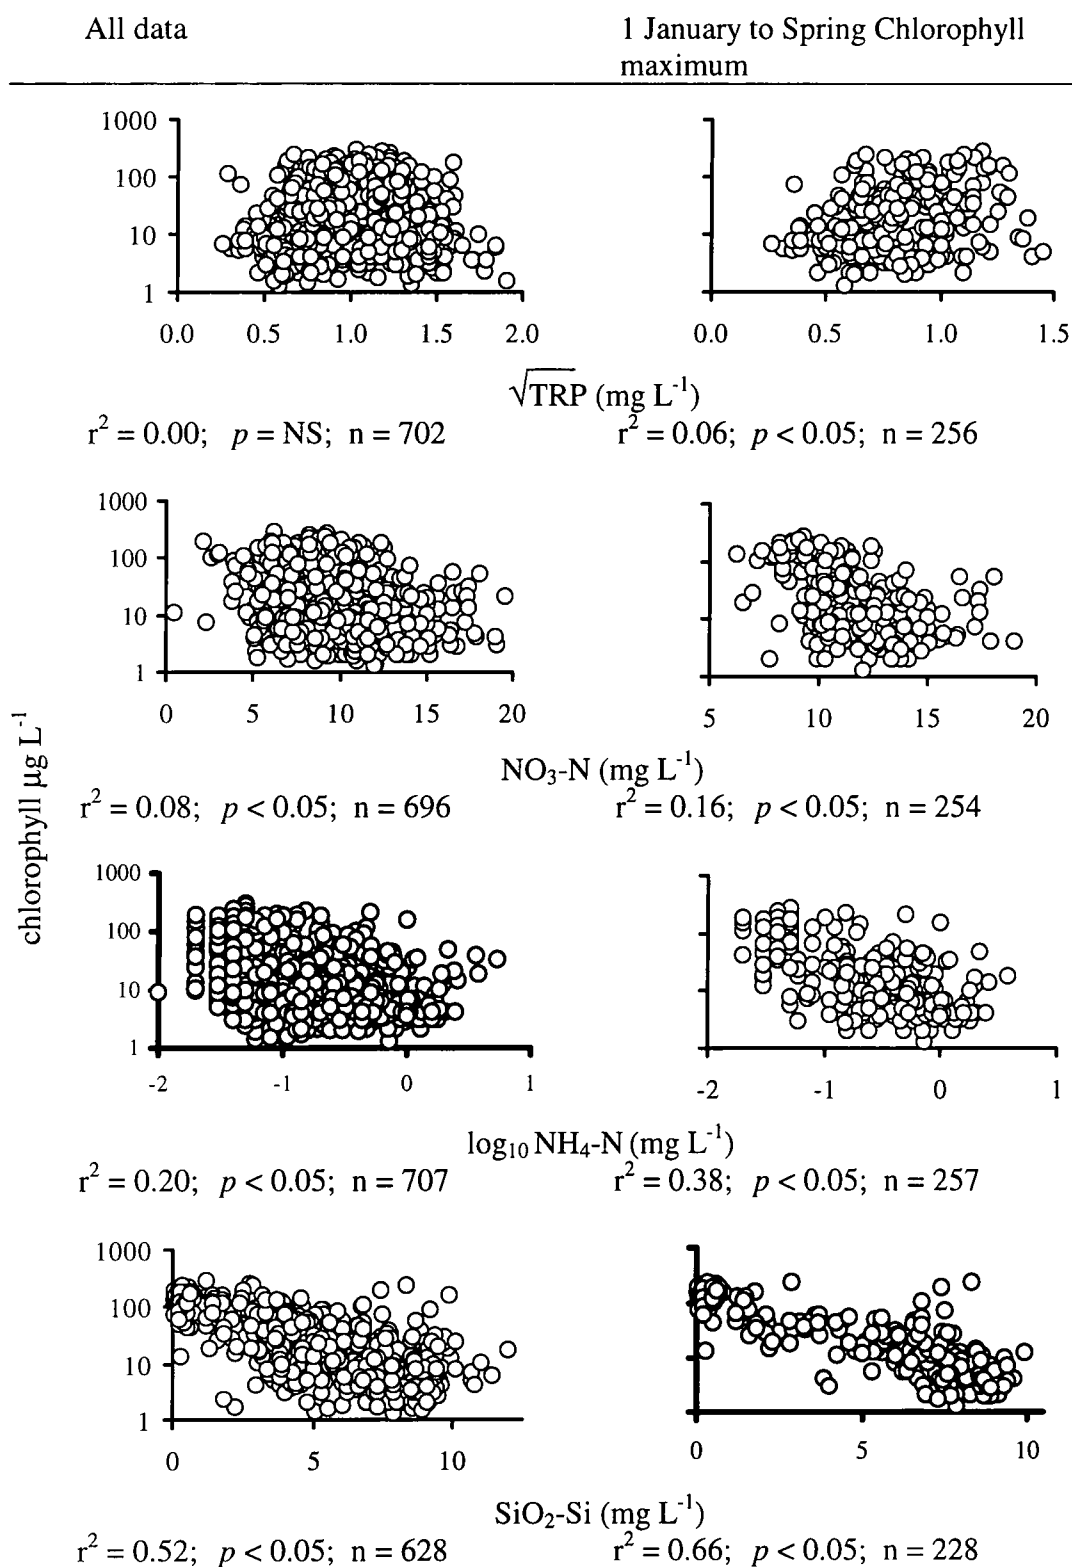 All data 1 January to Spring Chlorophyll
maximum
1000 100 10 1
0.0 0.5 1.0 1.5 2.0 0.0 0.5 1.0 1.5
√TRP (mg L⁻¹)
r² = 0.00; p = NS; n = 702 r² = 0.06; p < 0.05; n = 256
1000 100 10 1
0 5 10 15 20 5 10 15 20
NO₃-N (mg L⁻¹)
r² = 0.08; p < 0.05; n = 696 r² = 0.16; p < 0.05; n = 254
chlorophyll µg L⁻¹
1000 100 10 1
-2 -1 0 1 -2 -1 0 1
log₁₀ NH₄-N (mg L⁻¹)
r² = 0.20; p < 0.05; n = 707 r² = 0.38; p < 0.05; n = 257
1000 100 10 1
0 5 10 0 5 10
SiO₂-Si (mg L⁻¹)
r² = 0.52; p < 0.05; n = 628 r² = 0.66; p < 0.05; n = 228